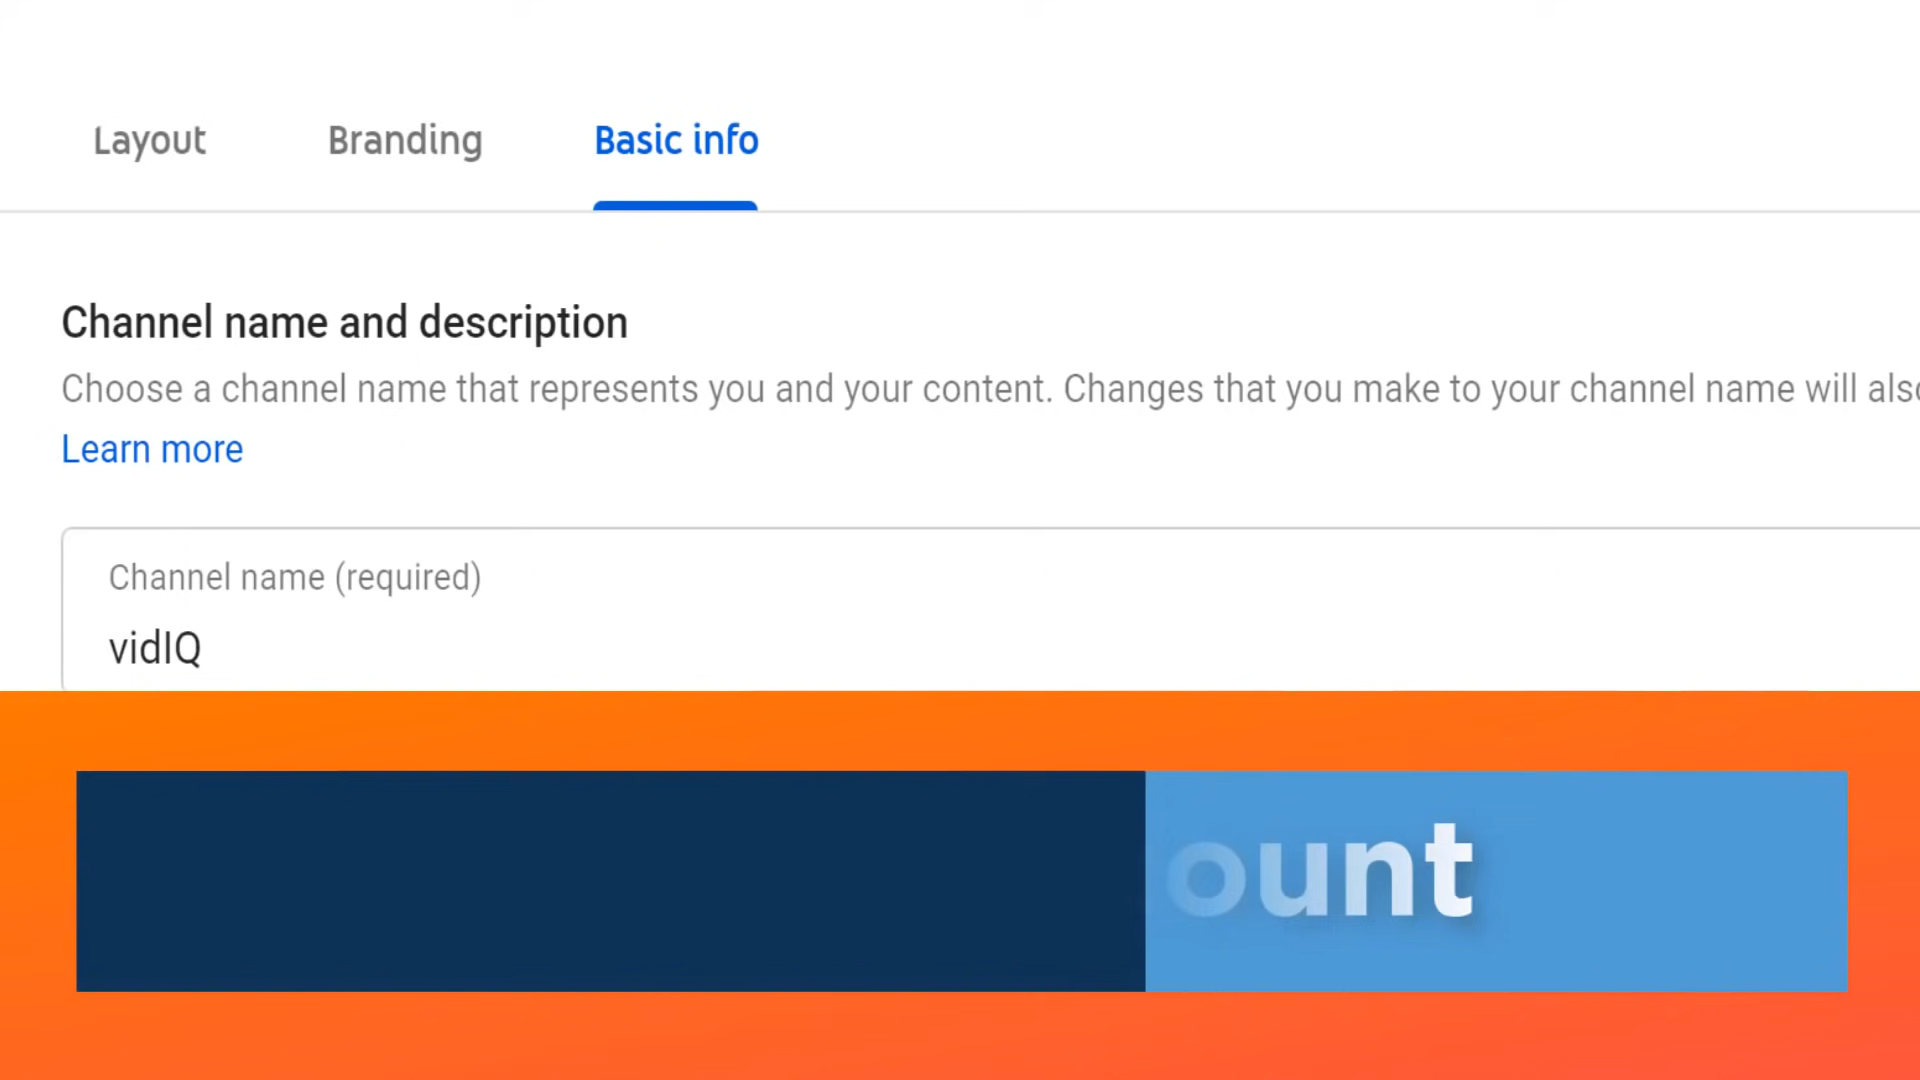 Layout Branding Basic info
Channel name and description
Choose a channel name that represents you and your content. Changes that you make to your channel name will
Learn more
Channel name (required)
vidIQ
ount